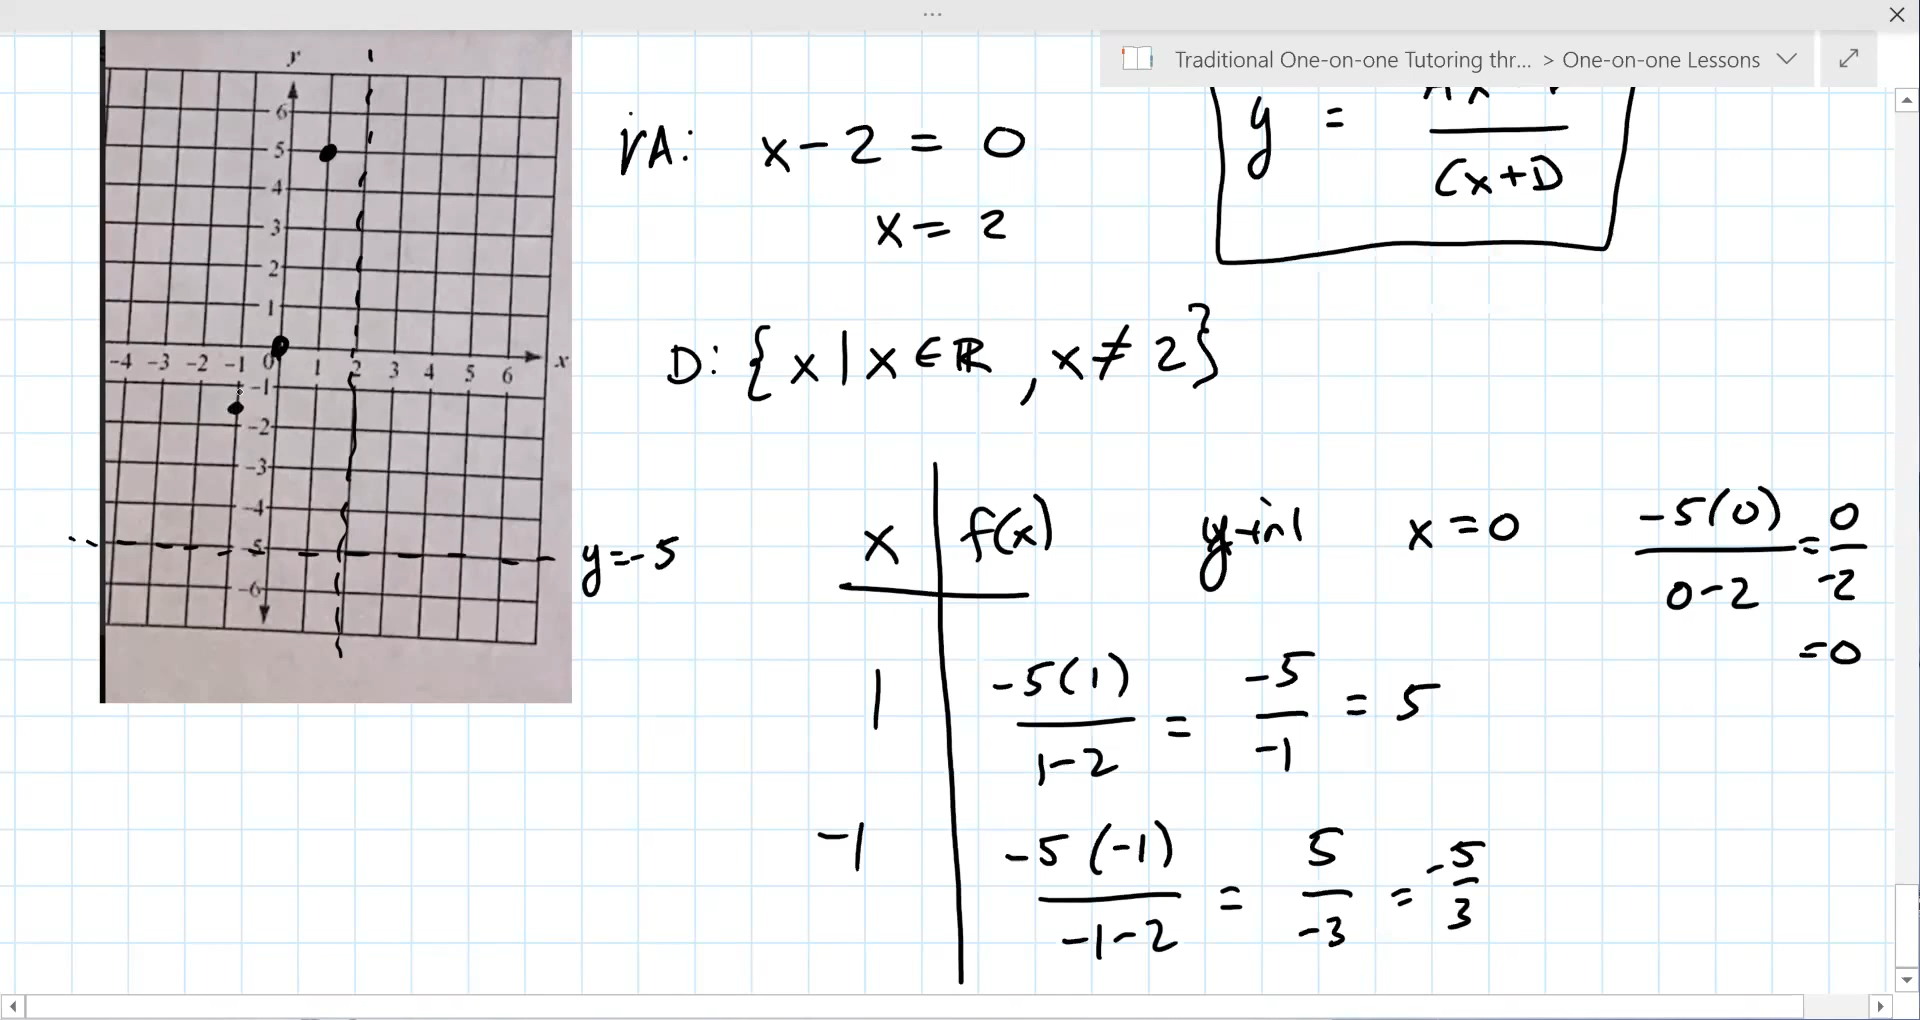 Traditional One-on-one Tutoring thr... > One-on-one Lessons
y
6
5
4
3
2
1
-4 -3 -2 -1 0 1 2 3 4 5 6 x
-1
-2
-3
-4
-5
-6
y=-5
VA: x-2 = 0
x = 2
y =
Cx+D
D: {x|x∈ℝ, x≠2}
x f(x)
y-int x=0 -5(0)/0-2 = 0/-2
=0
1 -5(1)/1-2 = -5/-1 = 5
-1 -5(-1)/-1-2 = 5/-3 = -5/3